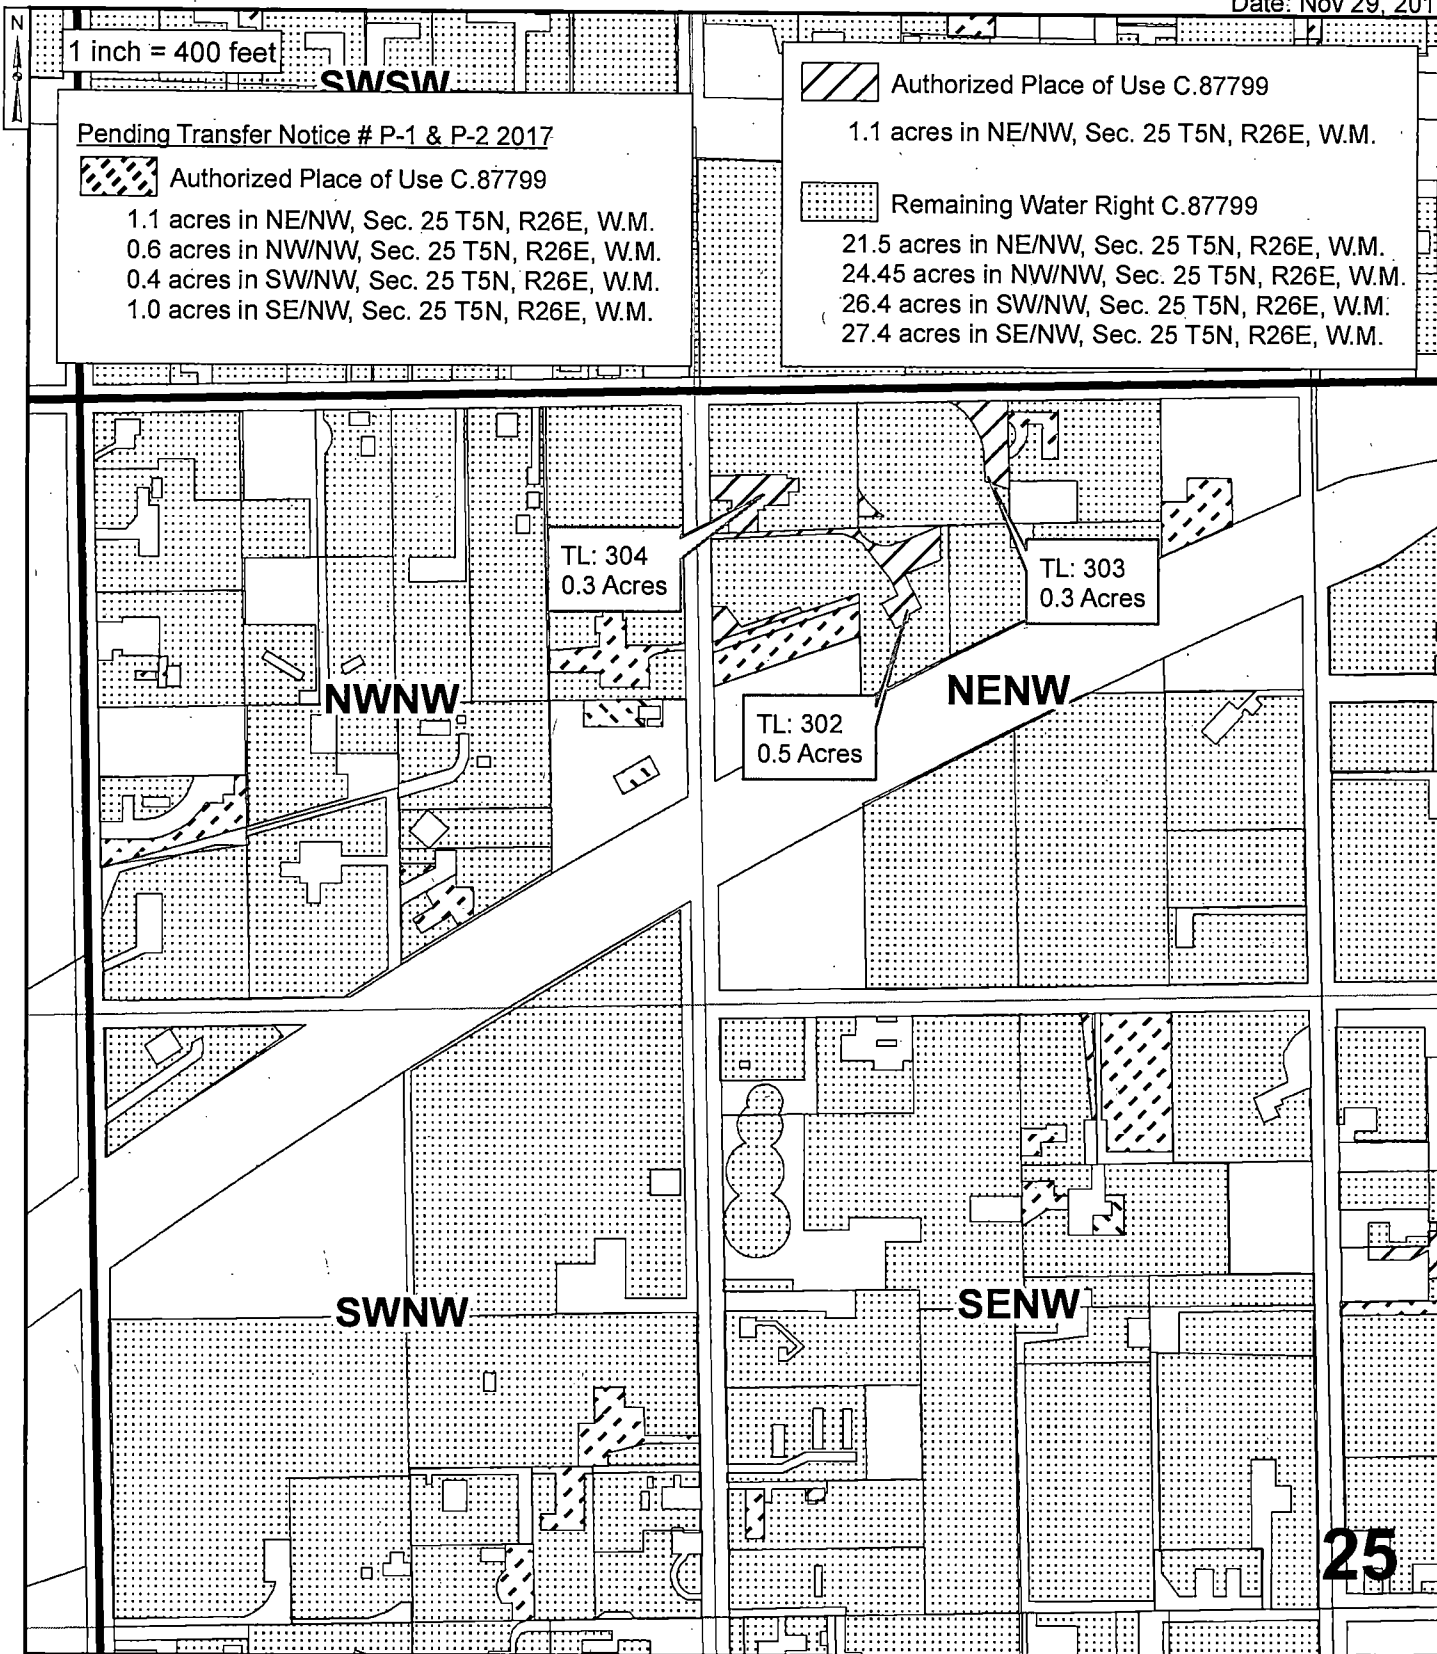 Date: Nov 29, 201
N
1 inch = 400 feet
SWSW
Pending Transfer Notice # P-1 & P-2 2017
Authorized Place of Use C.87799
1.1 acres in NE/NW, Sec. 25 T5N, R26E, W.M.
0.6 acres in NW/NW, Sec. 25 T5N, R26E, W.M.
0.4 acres in SW/NW, Sec. 25 T5N, R26E, W.M.
1.0 acres in SE/NW, Sec. 25 T5N, R26E, W.M.
Authorized Place of Use C.87799
1.1 acres in NE/NW, Sec. 25 T5N, R26E, W.M.
Remaining Water Right C.87799
21.5 acres in NE/NW, Sec. 25 T5N, R26E, W.M.
24.45 acres in NW/NW, Sec. 25 T5N, R26E, W.M.
26.4 acres in SW/NW, Sec. 25 T5N, R26E, W.M.
27.4 acres in SE/NW, Sec. 25 T5N, R26E, W.M.
TL: 304
0.3 Acres
TL: 303
0.3 Acres
NWNW
NENW
TL: 302
0.5 Acres
SWNW
SENW
25